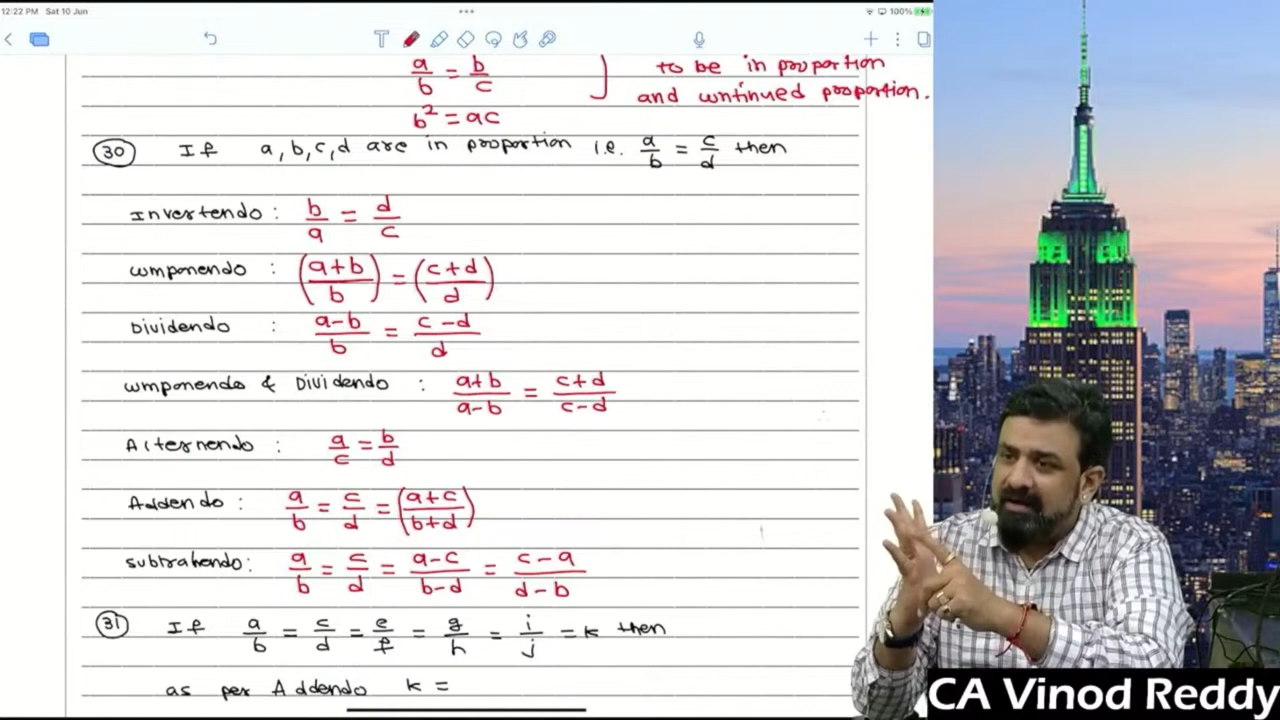 12:22 PM Sat 10 Jun
100%
a/b = b/c
to be in proportion
and continued proportion.
b² = ac
30 If a, b, c, d are in proportion i.e. a/b = c/d then
Invertendo : b/a = d/c
componendo : (a+b/b) = (c+d/d)
Dividendo : a-b/b = c-d/d
componendo & Dividendo : a+b/a-b = c+d/c-d
Alternendo : a/c = b/d
Addendo : a/b = c/d = (a+c/b+d)
subtrahendo: a/b = c/d = a-c/b-d = c-a/d-b
31 If a/b = c/d = e/f = g/h = i/j = k then
as per Addendo k =
CA Vinod Reddy